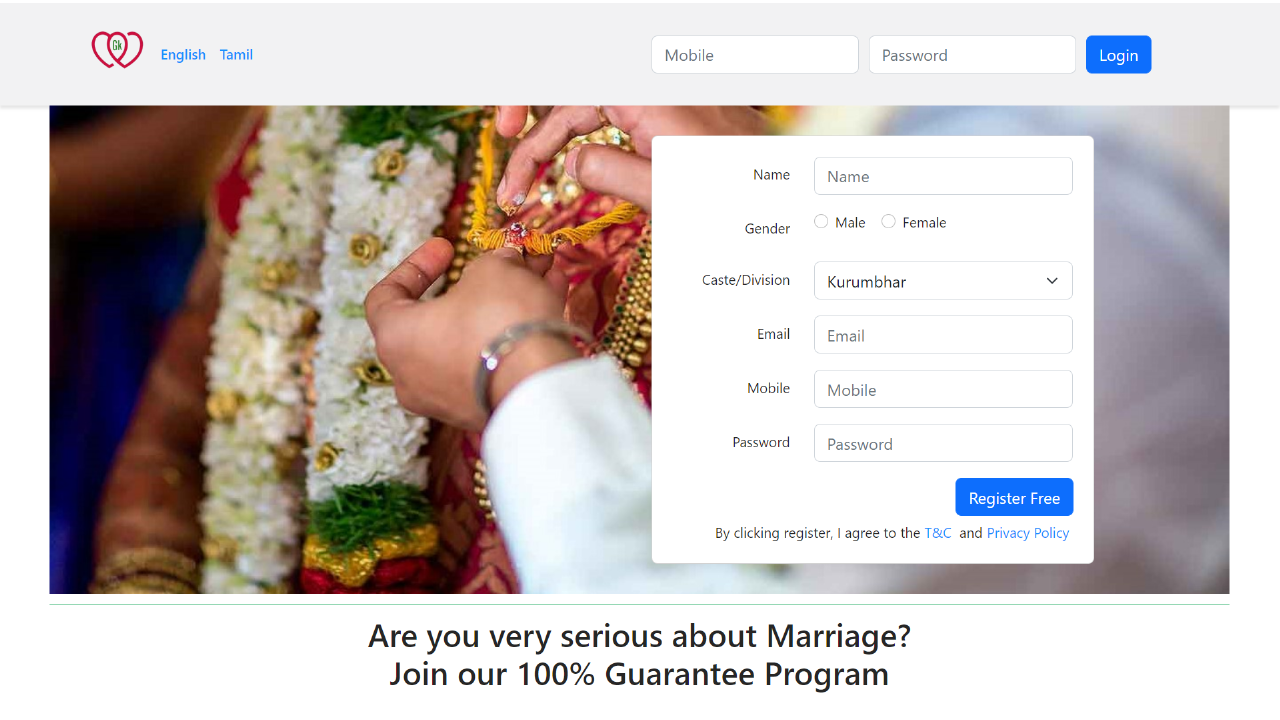 Gk
English Tamil
Mobile Password Login
Name Name
Gender Male Female
Caste/Division Kurumbhar
Email Email
Mobile Mobile
Password Password
Register Free
By clicking register, I agree to the T&C and Privacy Policy
Are you very serious about Marriage?
Join our 100% Guarantee Program